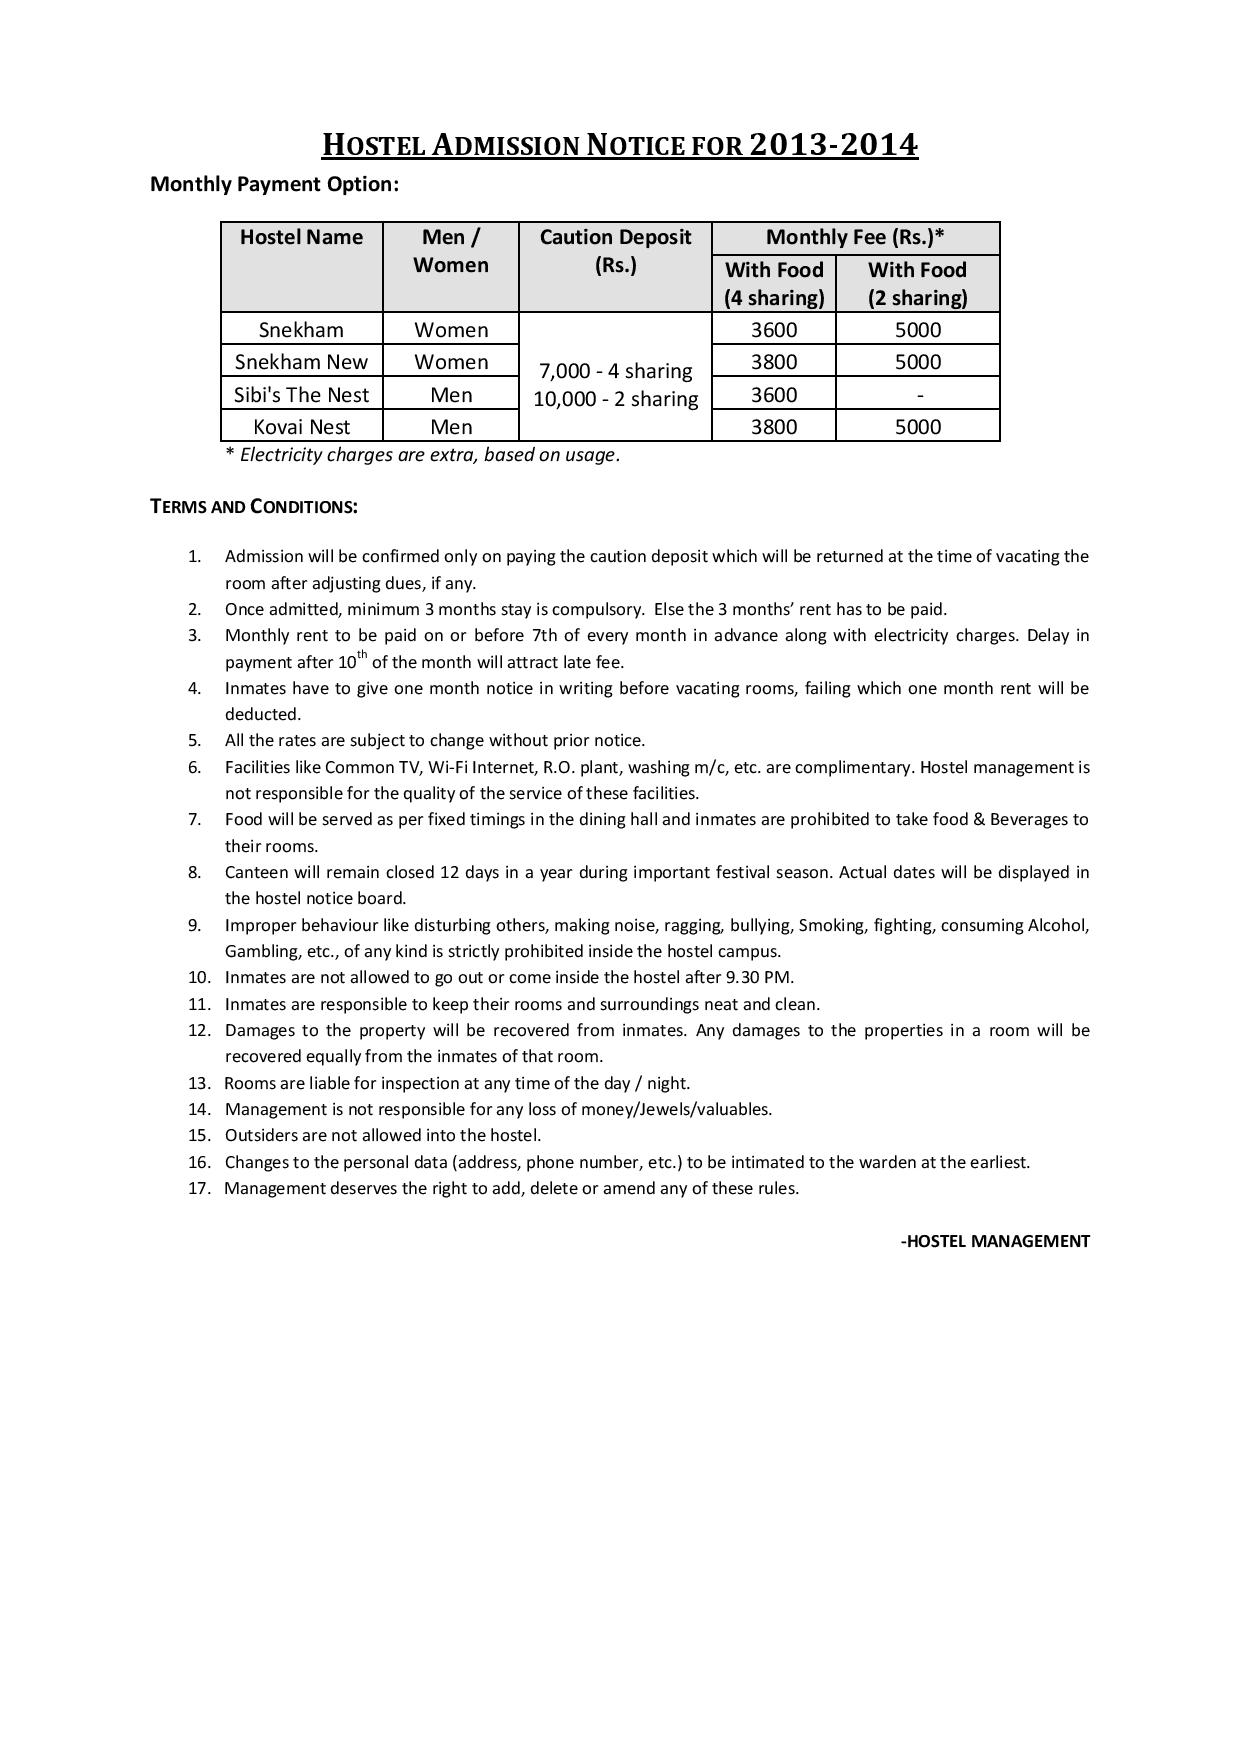 HOSTEL ADMISSION NOTICE FOR 2013-2014
Monthly Payment Option:
Hostel Name Men / Women Caution Deposit (Rs.) Monthly Fee (Rs.)*
With Food (4 sharing) With Food (2 sharing)
Snekham Women 7,000 - 4 sharing 10,000 - 2 sharing 3600 5000
Snekham New Women 3800 5000
Sibi's The Nest Men 3600 -
Kovai Nest Men 3800 5000
* Electricity charges are extra, based on usage.
TERMS AND CONDITIONS:
1. Admission will be confirmed only on paying the caution deposit which will be returned at the time of vacating the
room after adjusting dues, if any.
2. Once admitted, minimum 3 months stay is compulsory. Else the 3 months’ rent has to be paid.
3. Monthly rent to be paid on or before 7th of every month in advance along with electricity charges. Delay in
payment after 10th of the month will attract late fee.
4. Inmates have to give one month notice in writing before vacating rooms, failing which one month rent will be
deducted.
5. All the rates are subject to change without prior notice.
6. Facilities like Common TV, Wi-Fi Internet, R.O. plant, washing m/c, etc. are complimentary. Hostel management is
not responsible for the quality of the service of these facilities.
7. Food will be served as per fixed timings in the dining hall and inmates are prohibited to take food & Beverages to
their rooms.
8. Canteen will remain closed 12 days in a year during important festival season. Actual dates will be displayed in
the hostel notice board.
9. Improper behaviour like disturbing others, making noise, ragging, bullying, Smoking, fighting, consuming Alcohol,
Gambling, etc., of any kind is strictly prohibited inside the hostel campus.
10. Inmates are not allowed to go out or come inside the hostel after 9.30 PM.
11. Inmates are responsible to keep their rooms and surroundings neat and clean.
12. Damages to the property will be recovered from inmates. Any damages to the properties in a room will be
recovered equally from the inmates of that room.
13. Rooms are liable for inspection at any time of the day / night.
14. Management is not responsible for any loss of money/Jewels/valuables.
15. Outsiders are not allowed into the hostel.
16. Changes to the personal data (address, phone number, etc.) to be intimated to the warden at the earliest.
17. Management deserves the right to add, delete or amend any of these rules.
-HOSTEL MANAGEMENT